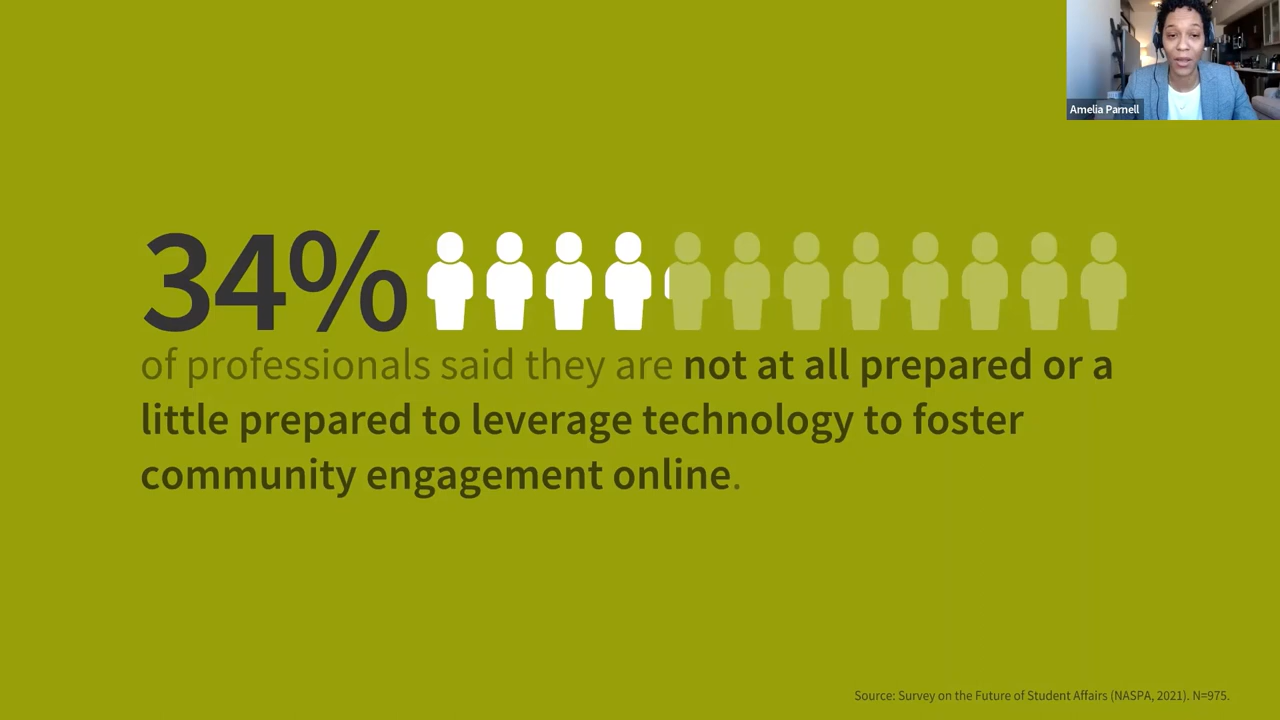 Amelia Parnell
34%
of professionals said they are not at all prepared or a
little prepared to leverage technology to foster
community engagement online.
Source: Survey on the Future of Student Affairs (NASPA, 2021). N=975.